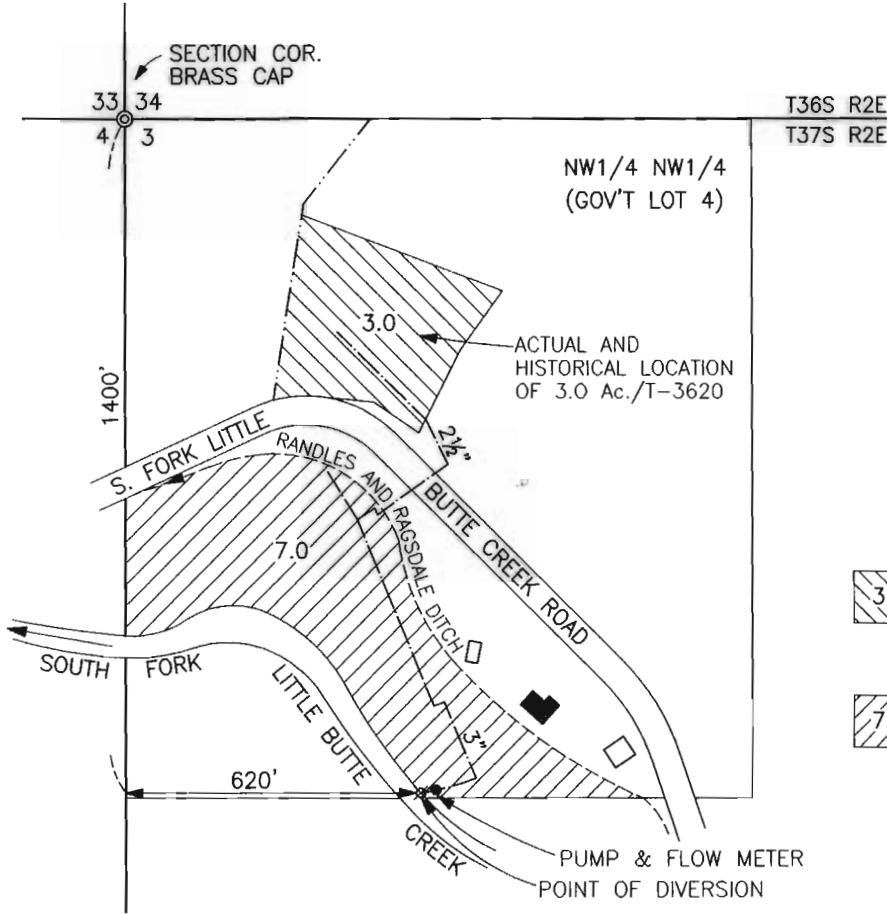 SECTION COR.
BRASS CAP
33 34
4 3
T36S R2E
T37S R2E
NW1/4 NW1/4
(GOV'T LOT 4)
3.0
ACTUAL AND
HISTORICAL LOCATION
OF 3.0 Ac./T-3620
1400'
2½"
S. FORK LITTLE
BUTTE CREEK ROAD
RANDLES AND RAGSDALE DITCH
7.0
3
7
SOUTH FORK
LITTLE BUTTE
CREEK
3"
620'
PUMP & FLOW METER
POINT OF DIVERSION